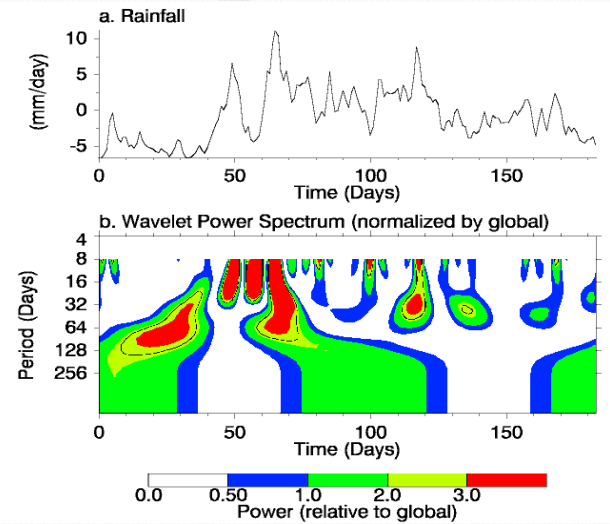 a. Rainfall
10
5
0
-5
(mm/day)
0 50 100 150
Time (Days)
b. Wavelet Power Spectrum (normalized by global)
4
8
16
32
64
128
256
Period (Days)
0 50 100 150
Time (Days)
0.0 0.50 1.0 2.0 3.0
Power (relative to global)